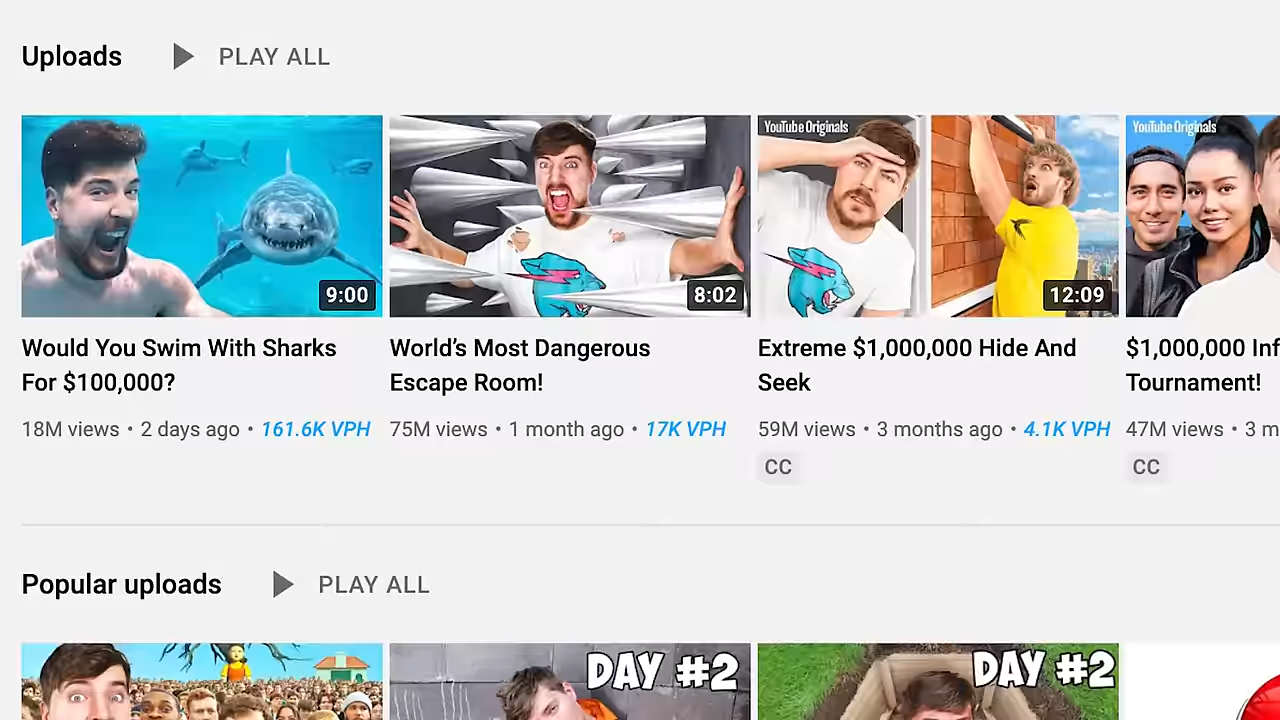 Uploads PLAY ALL
YouTube Originals
YouTube Originals
9:00
8:02
12:09
Would You Swim With Sharks
For $100,000?
18M views • 2 days ago • 161.6K VPH
World's Most Dangerous
Escape Room!
75M views • 1 month ago • 17K VPH
Extreme $1,000,000 Hide And
Seek
59M views • 3 months ago • 4.1K VPH
CC
$1,000,000 Inf
Tournament!
47M views • 3 m
CC
Popular uploads PLAY ALL
DAY #2
DAY #2